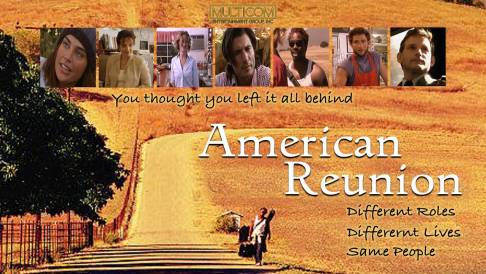 MULTICOM
ENTERTAINMENT GROUP, INC
You thought you left it all behind
American
Reunion
Different Roles
Differernt Lives
Same People